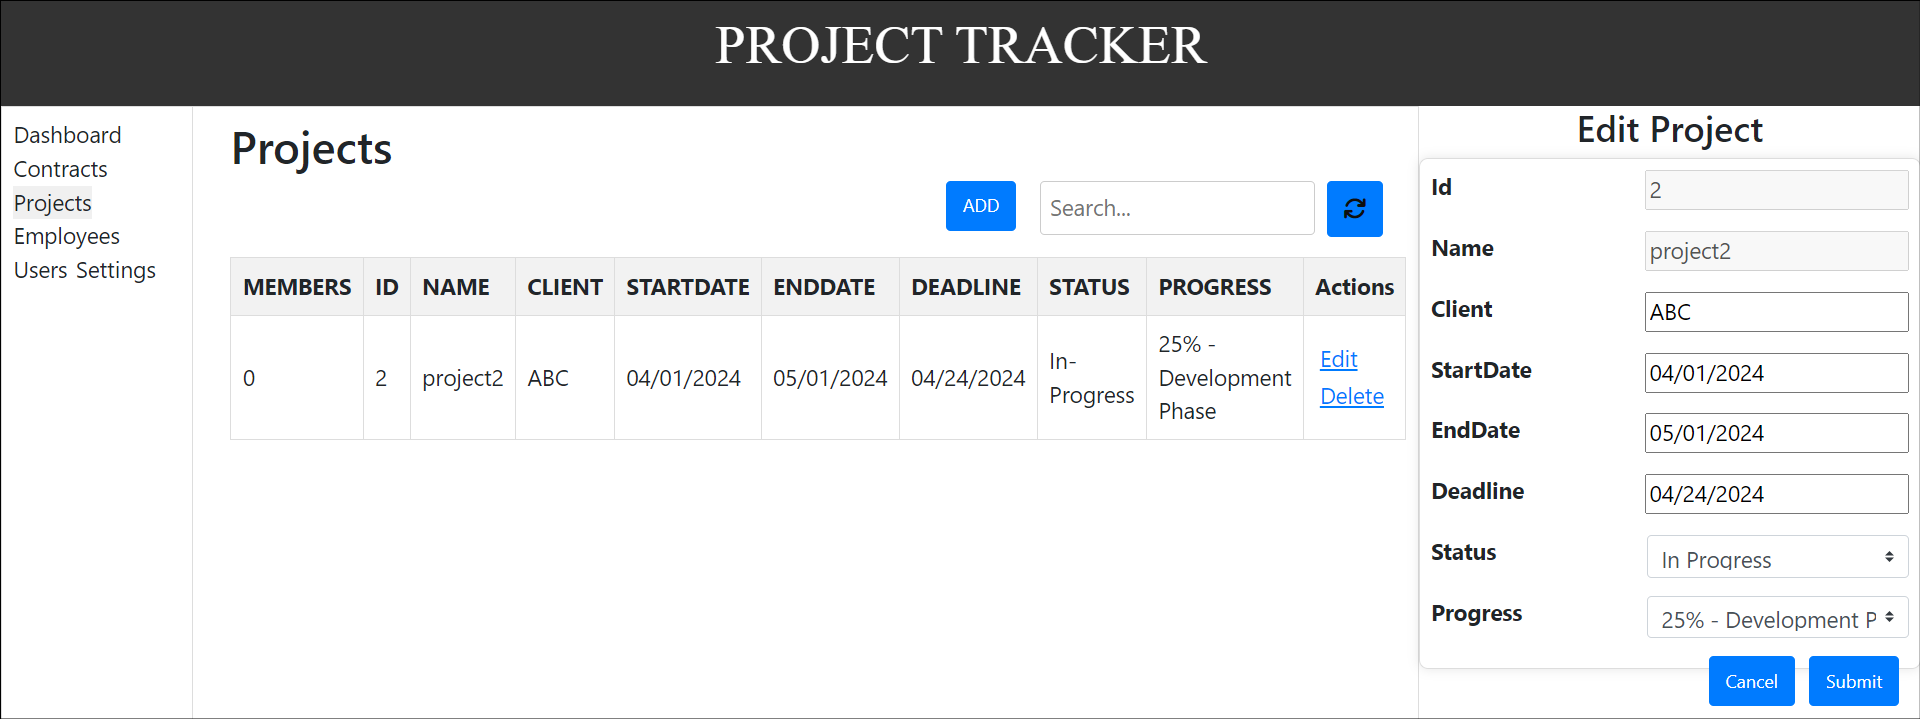 PROJECT TRACKER
Dashboard
Contracts
Projects
Employees
Users Settings
Projects
ADD
Search...
MEMBERS ID NAME CLIENT STARTDATE ENDDATE DEADLINE STATUS PROGRESS Actions
0 2 project2 ABC 04/01/2024 05/01/2024 04/24/2024
In-
Progress
25% -
Development
Phase
Edit
Delete
Edit Project
Id 2
Name project2
Client ABC
StartDate 04/01/2024
EndDate 05/01/2024
Deadline 04/24/2024
Status In Progress
Progress 25% - Development P
Cancel Submit